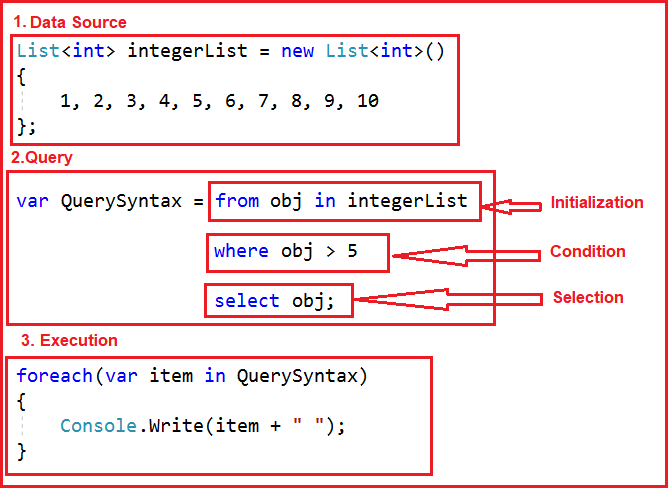 1. Data Source
List<int> integerList = new List<int>()
{
1, 2, 3, 4, 5, 6, 7, 8, 9, 10
};
2.Query
var QuerySyntax = from obj in integerList
Initialization
where obj > 5
Condition
select obj;
Selection
3. Execution
foreach(var item in QuerySyntax)
{
Console.Write(item + " ");
}